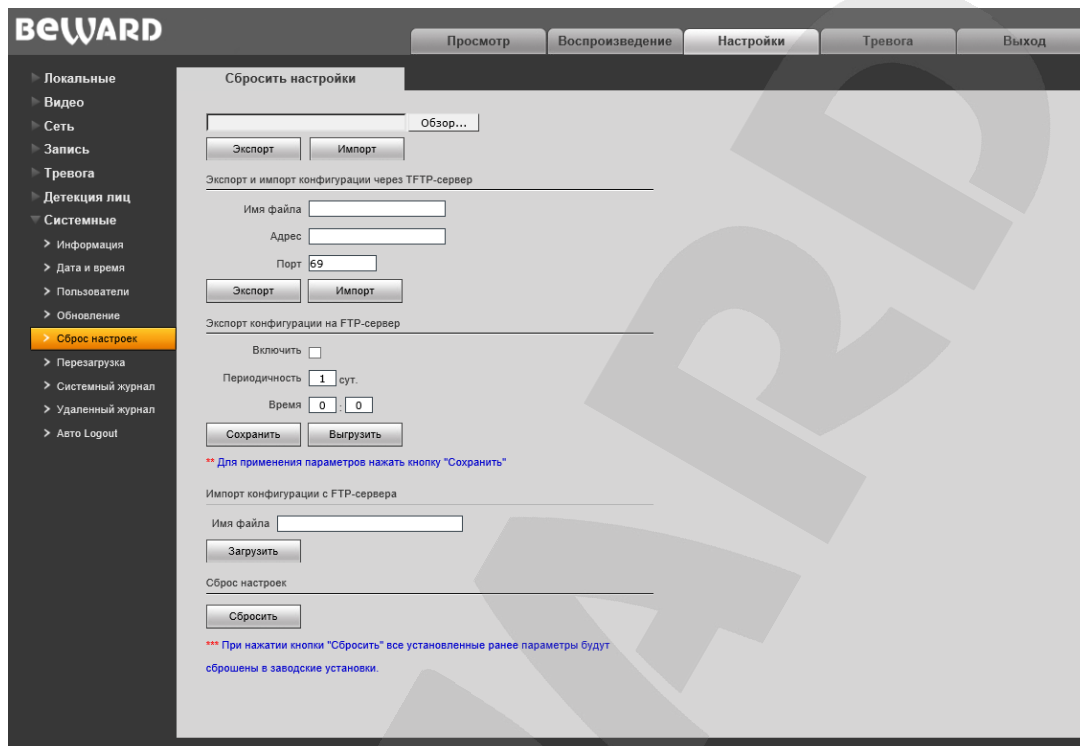 BEWARD
Просмотр Воспроизведение Настройки Тревога Выход
Локальные
Видео
Сеть
Запись
Тревога
Детекция лиц
Системные
Информация
Дата и время
Пользователи
Обновление
Сброс настроек
Перезагрузка
Системный журнал
Удаленный журнал
Авто Logout
Сбросить настройки
Обзор...
Экспорт Импорт
Экспорт и импорт конфигурации через TFTP-сервер
Имя файла
Адрес
Порт 69
Экспорт Импорт
Экспорт конфигурации на FTP-сервер
Включить
Периодичность 1 сут.
Время 0 : 0
Сохранить Выгрузить
** Для применения параметров нажать кнопку "Сохранить"
Импорт конфигурации с FTP-сервера
Имя файла
Загрузить
Сброс настроек
Сбросить
*** При нажатии кнопки "Сбросить" все установленные ранее параметры будут
сброшены в заводские установки.